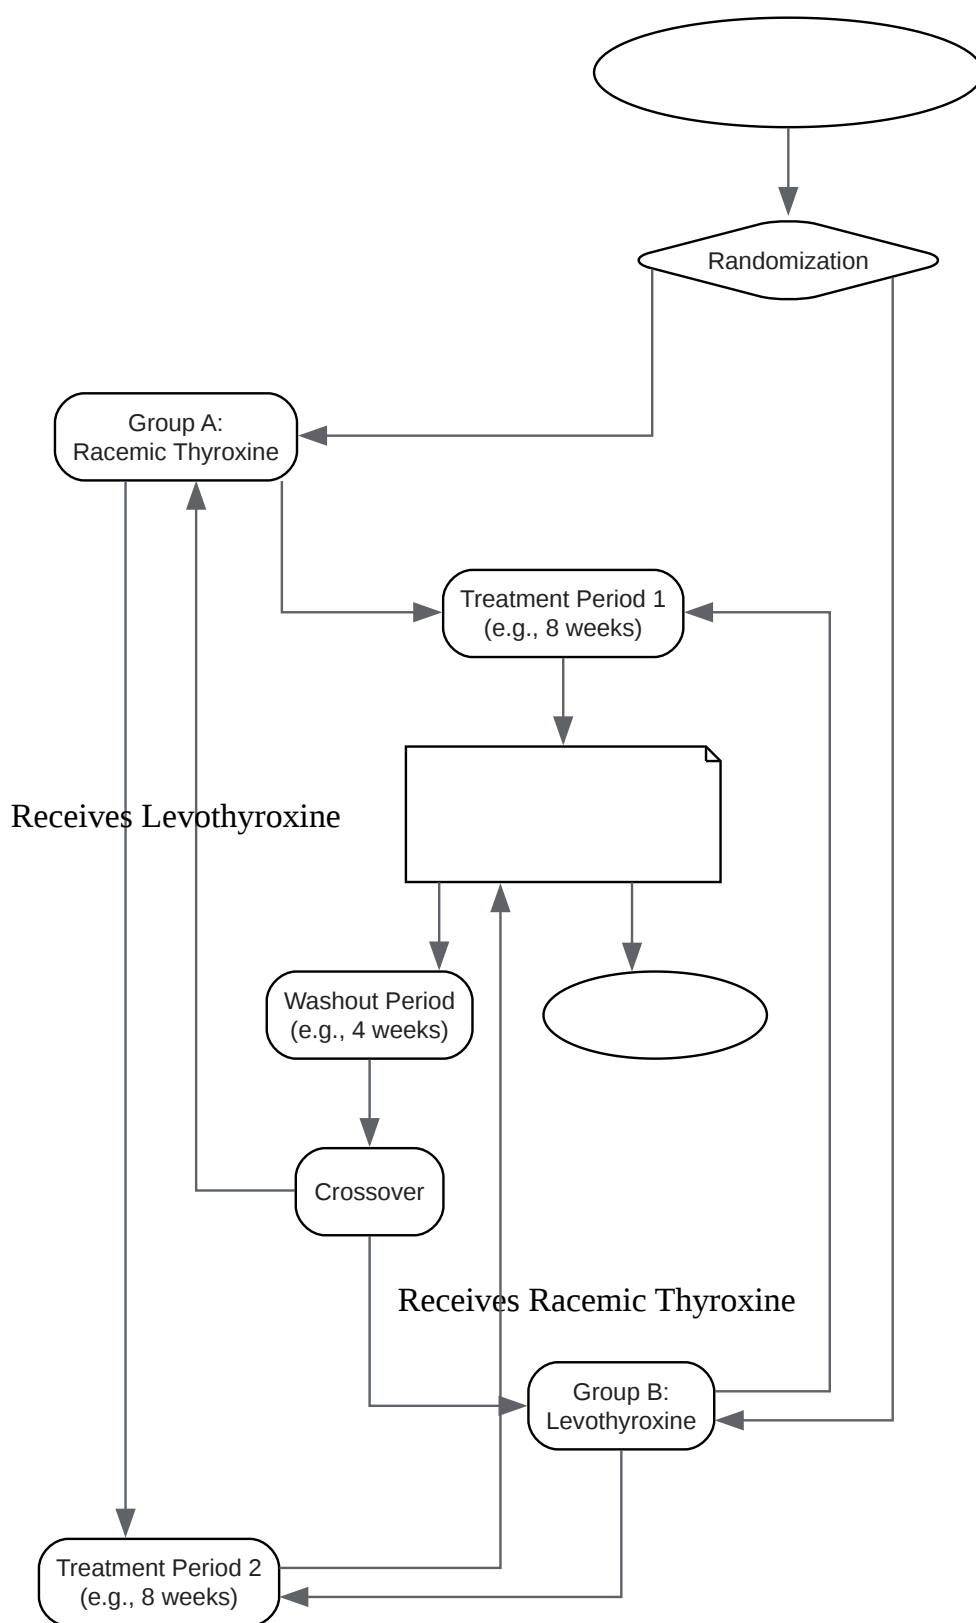 Randomization
Group A:
Racemic Thyroxine
Treatment Period 1
(e.g., 8 weeks)
Receives Levothyroxine
Washout Period
(e.g., 4 weeks)
Crossover
Receives Racemic Thyroxine
Group B:
Levothyroxine
Treatment Period 2
(e.g., 8 weeks)